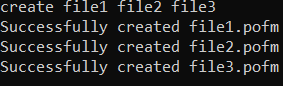 create file1 file2 file3
Successfully created file1.pofm
Successfully created file2.pofm
Successfully created file3.pofm